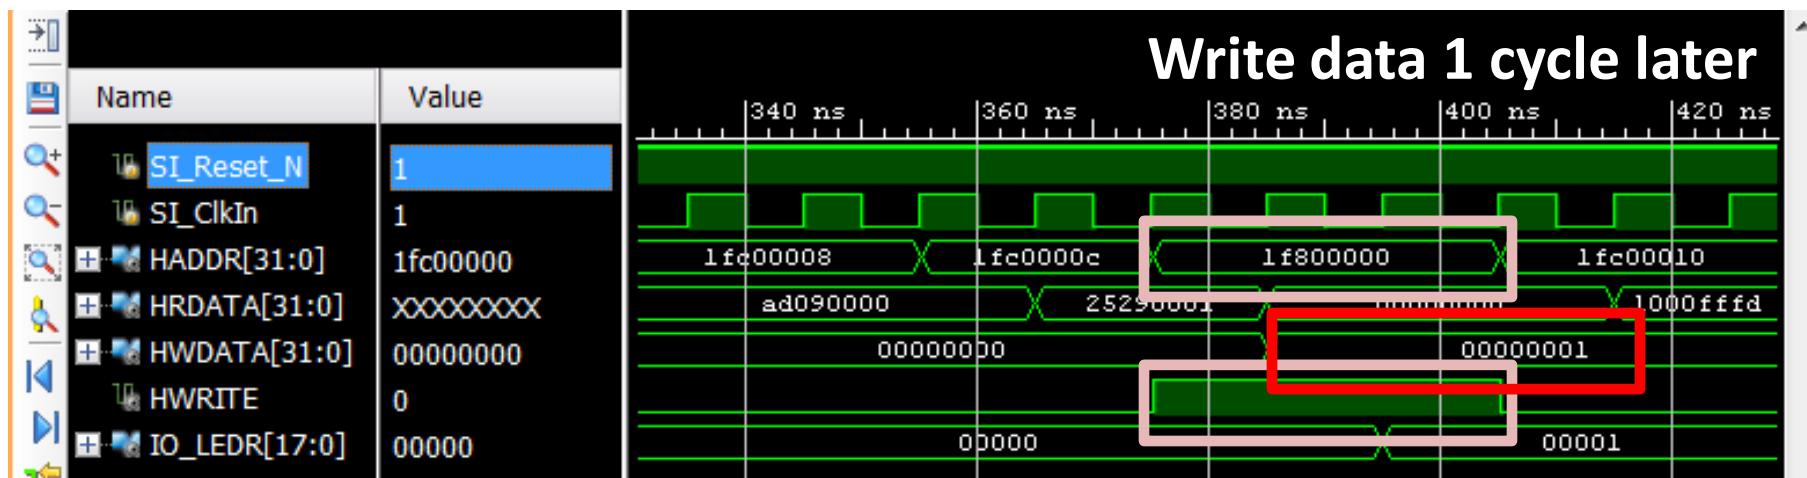 Write data 1 cycle later
Name Value
340 ns 360 ns 380 ns 400 ns 420 ns
SI_Reset_N 1
SI_ClkIn 1
HADDR[31:0] 1fc00000 1fc00008 1fc0000c 1f800000 1fc00010
HRDATA[31:0] XXXXXXXX ad090000 25290001 00000000 1000fffd
HWDATA[31:0] 00000000 00000000 00000001
HWRITE 0
IO_LEDR[17:0] 00000 00000 00001